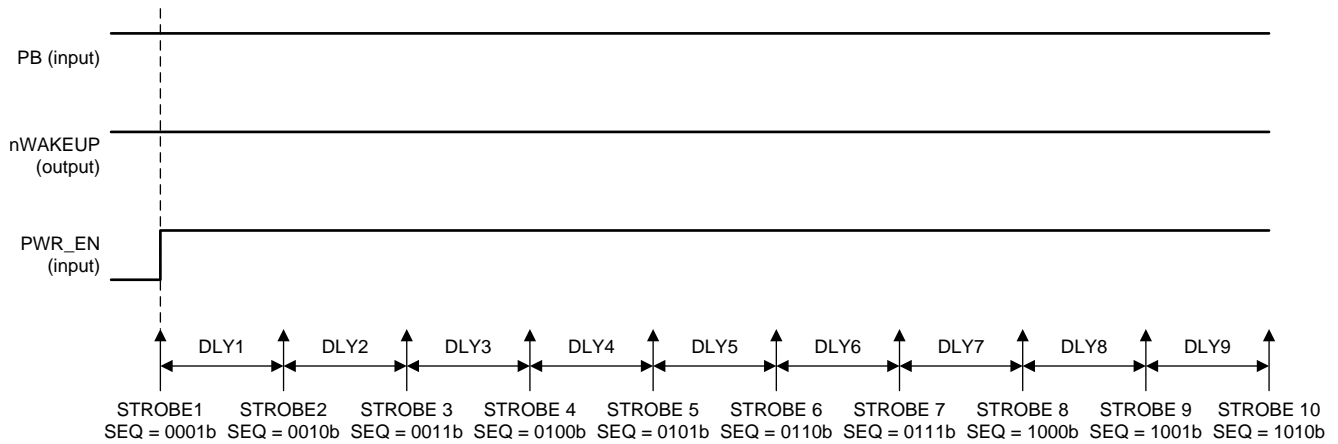 PB (input)
nWAKEUP
(output)
PWR_EN
(input)
DLY1 DLY2 DLY3 DLY4 DLY5 DLY6 DLY7 DLY8 DLY9
STROBE1 STROBE2 STROBE 3 STROBE 4 STROBE 5 STROBE 6 STROBE 7 STROBE 8 STROBE 9 STROBE 10
SEQ = 0001b SEQ = 0010b SEQ = 0011b SEQ = 0100b SEQ = 0101b SEQ = 0110b SEQ = 0111b SEQ = 1000b SEQ = 1001b SEQ = 1010b